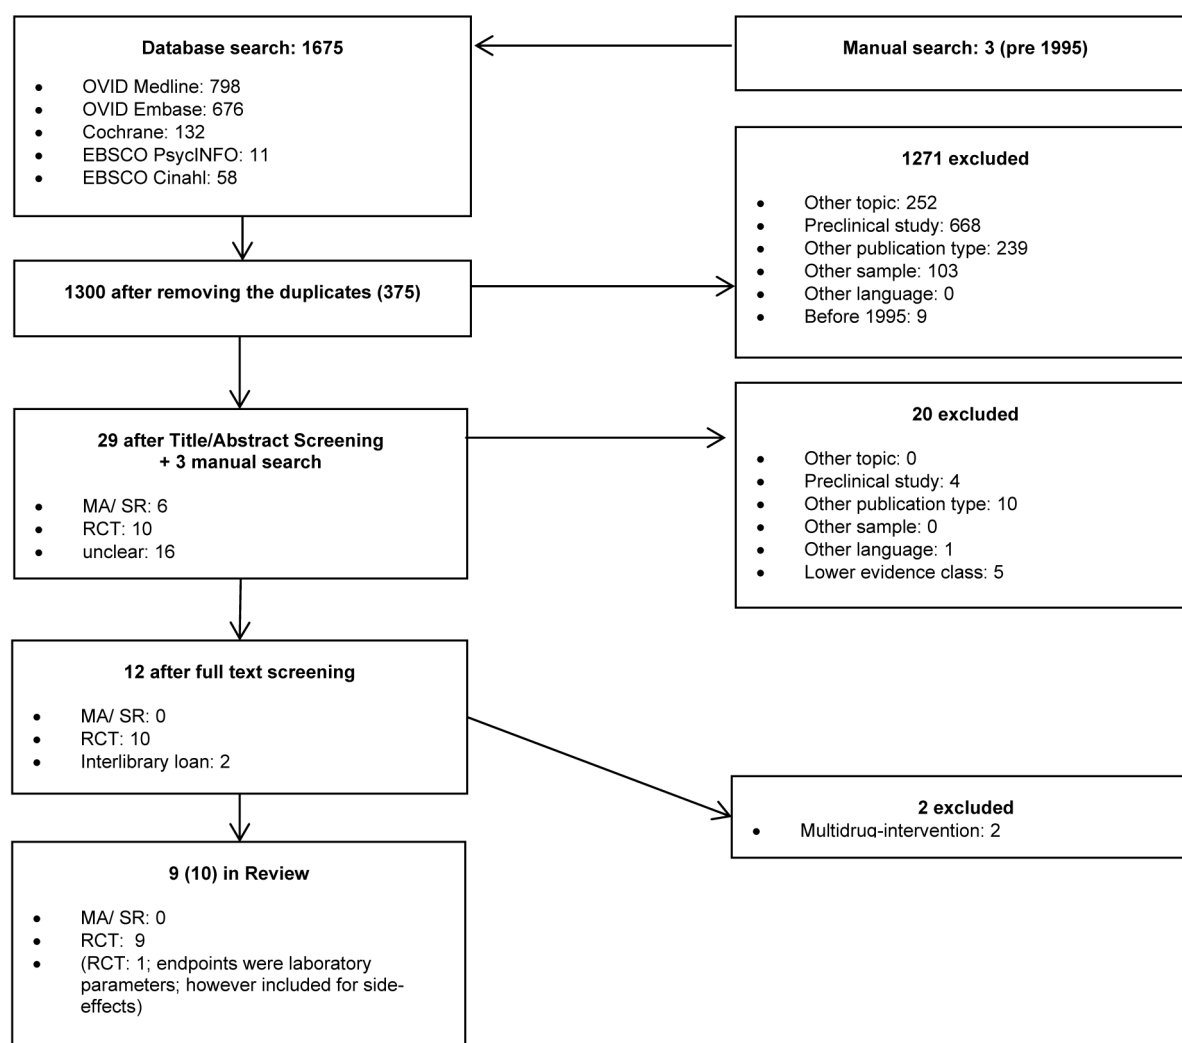 Database search: 1675
• OVID Medline: 798
• OVID Embase: 676
• Cochrane: 132
• EBSCO PsycINFO: 11
• EBSCO Cinahl: 58
Manual search: 3 (pre 1995)
1271 excluded
• Other topic: 252
• Preclinical study: 668
• Other publication type: 239
• Other sample: 103
• Other language: 0
• Before 1995: 9
1300 after removing the duplicates (375)
29 after Title/Abstract Screening
+ 3 manual search
• MA/ SR: 6
• RCT: 10
• unclear: 16
20 excluded
• Other topic: 0
• Preclinical study: 4
• Other publication type: 10
• Other sample: 0
• Other language: 1
• Lower evidence class: 5
12 after full text screening
• MA/ SR: 0
• RCT: 10
• Interlibrary loan: 2
2 excluded
• Multidrug-intervention: 2
9 (10) in Review
• MA/ SR: 0
• RCT: 9
• (RCT: 1; endpoints were laboratory
parameters; however included for side-
effects)